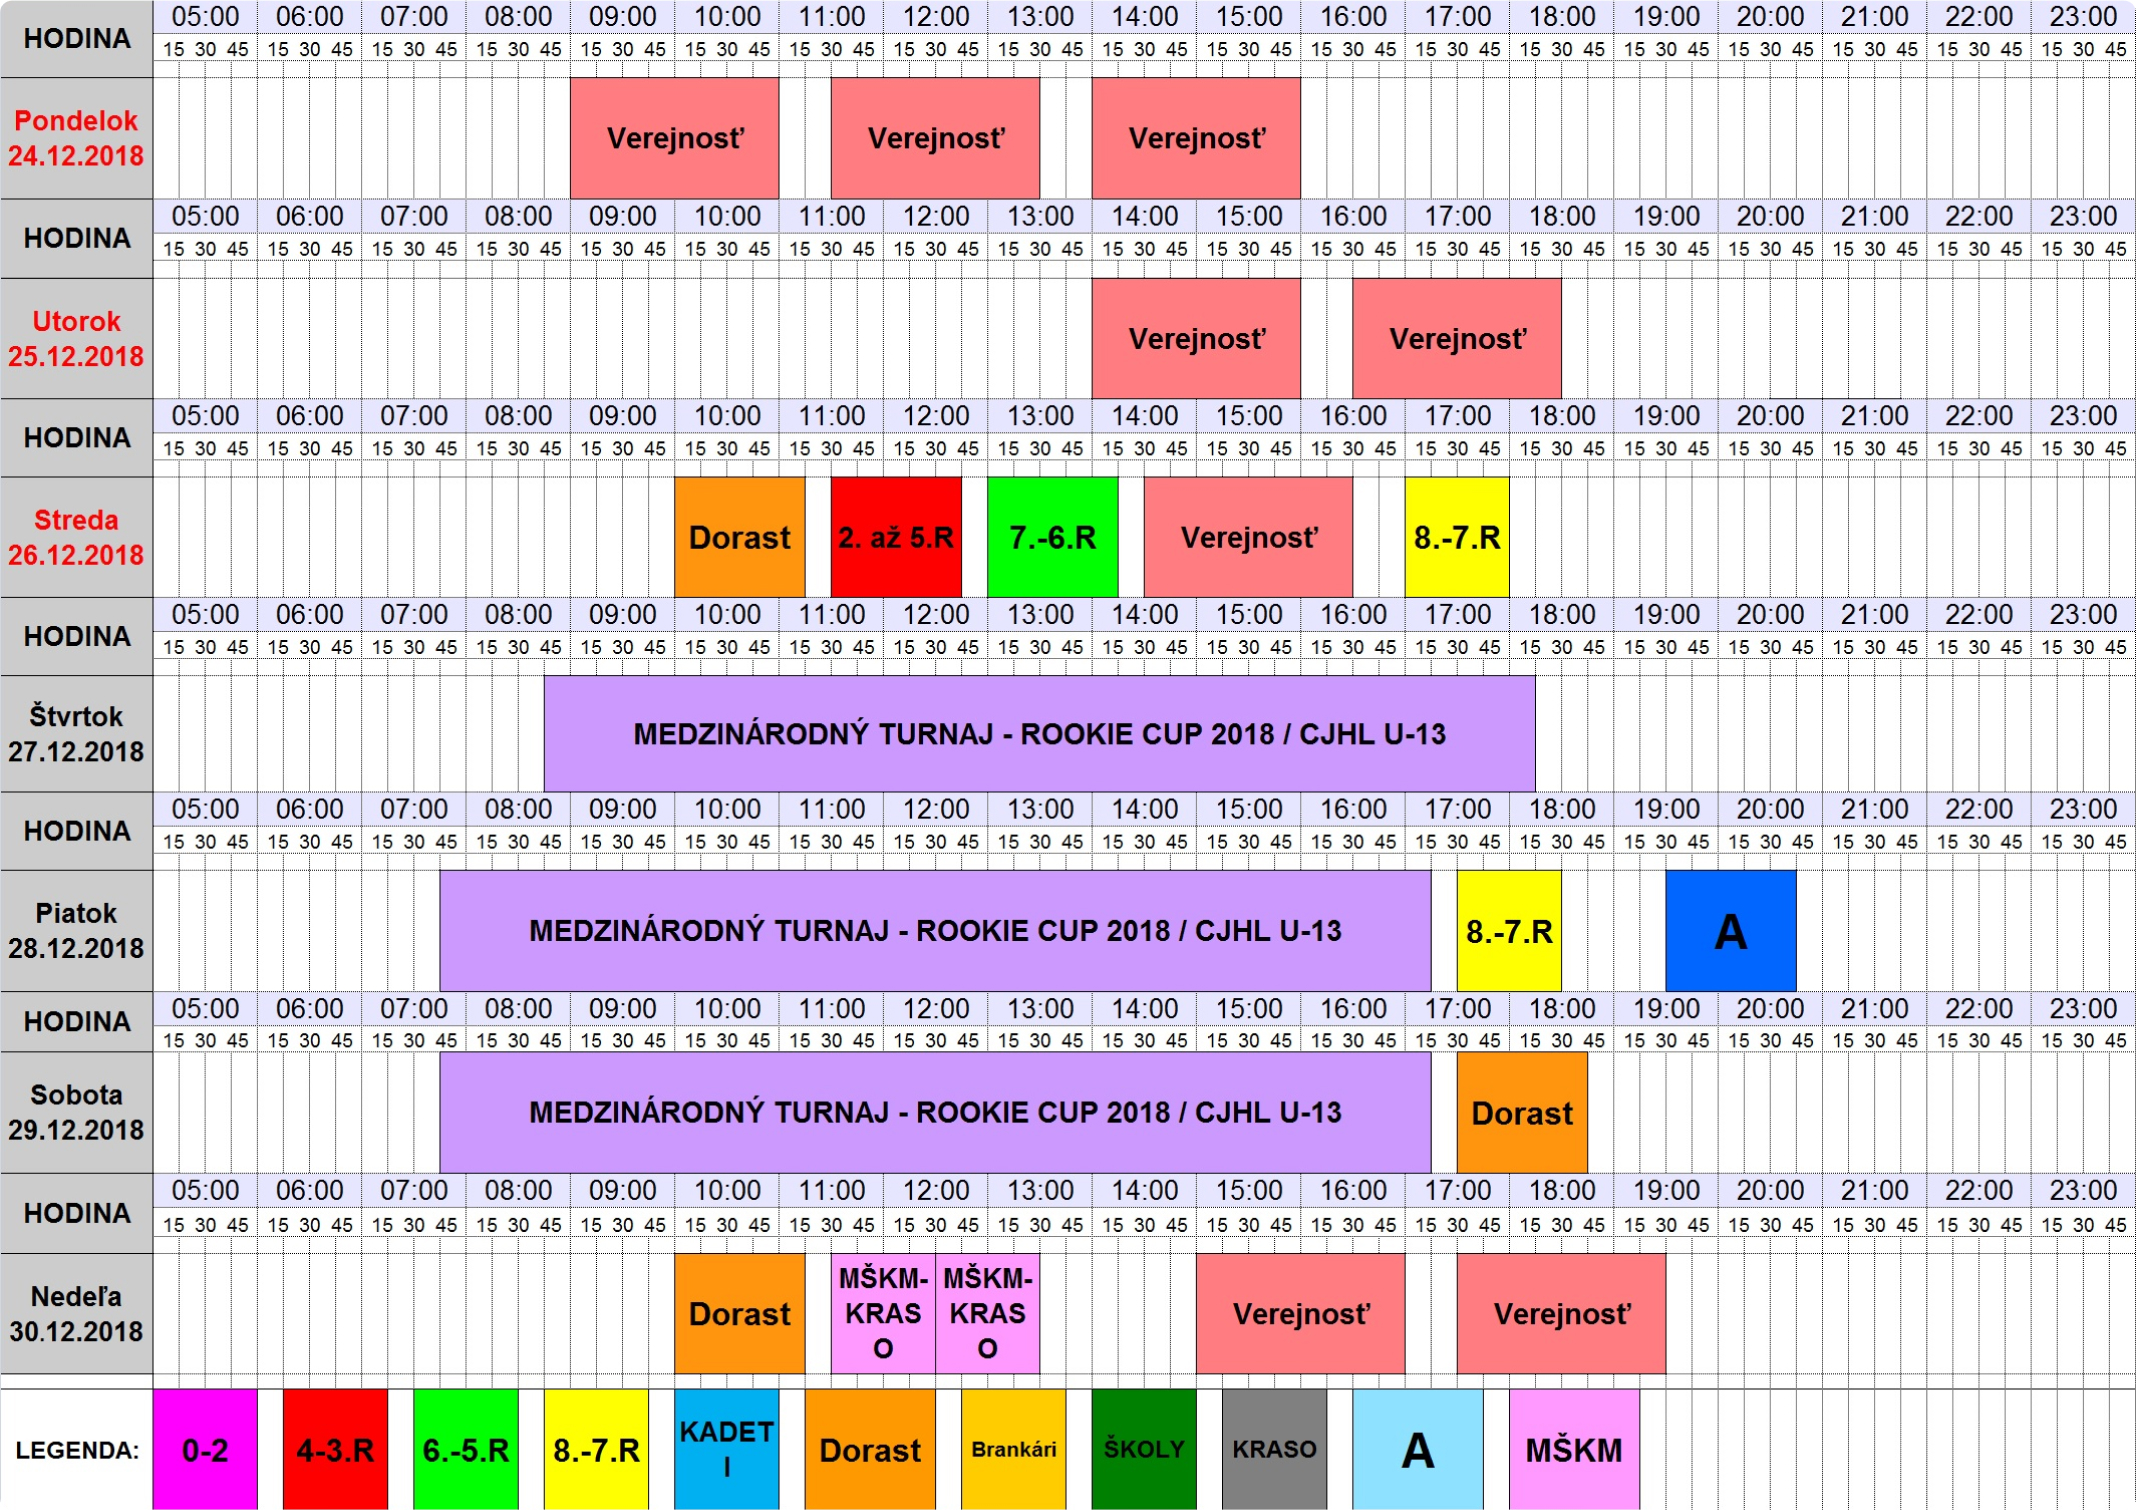 05:00 06:00 07:00 08:00 09:00 10:00 11:00 12:00 13:00 14:00 15:00 16:00 17:00 18:00 19:00 20:00 21:00 22:00 23:00
HODINA
15 30 45 15 30 45 15 30 45 15 30 45 15 30 45 15 30 45 15 30 45 15 30 45 15 30 45 15 30 45 15 30 45 15 30 45 15 30 45 15 30 45 15 30 45 15 30 45 15 30 45 15 30 45 15 30 45
Pondelok
24.12.2018
Verejnosť Verejnosť Verejnosť
05:00 06:00 07:00 08:00 09:00 10:00 11:00 12:00 13:00 14:00 15:00 16:00 17:00 18:00 19:00 20:00 21:00 22:00 23:00
HODINA
15 30 45 15 30 45 15 30 45 15 30 45 15 30 45 15 30 45 15 30 45 15 30 45 15 30 45 15 30 45 15 30 45 15 30 45 15 30 45 15 30 45 15 30 45 15 30 45 15 30 45 15 30 45 15 30 45
Utorok
25.12.2018
Verejnosť Verejnosť
05:00 06:00 07:00 08:00 09:00 10:00 11:00 12:00 13:00 14:00 15:00 16:00 17:00 18:00 19:00 20:00 21:00 22:00 23:00
HODINA
15 30 45 15 30 45 15 30 45 15 30 45 15 30 45 15 30 45 15 30 45 15 30 45 15 30 45 15 30 45 15 30 45 15 30 45 15 30 45 15 30 45 15 30 45 15 30 45 15 30 45 15 30 45 15 30 45
Streda
26.12.2018
Dorast 2. až 5.R 7.-6.R Verejnosť 8.-7.R
05:00 06:00 07:00 08:00 09:00 10:00 11:00 12:00 13:00 14:00 15:00 16:00 17:00 18:00 19:00 20:00 21:00 22:00 23:00
HODINA
15 30 45 15 30 45 15 30 45 15 30 45 15 30 45 15 30 45 15 30 45 15 30 45 15 30 45 15 30 45 15 30 45 15 30 45 15 30 45 15 30 45 15 30 45 15 30 45 15 30 45 15 30 45 15 30 45
Štvrtok
27.12.2018
MEDZINÁRODNÝ TURNAJ - ROOKIE CUP 2018 / CJHL U-13
05:00 06:00 07:00 08:00 09:00 10:00 11:00 12:00 13:00 14:00 15:00 16:00 17:00 18:00 19:00 20:00 21:00 22:00 23:00
HODINA
15 30 45 15 30 45 15 30 45 15 30 45 15 30 45 15 30 45 15 30 45 15 30 45 15 30 45 15 30 45 15 30 45 15 30 45 15 30 45 15 30 45 15 30 45 15 30 45 15 30 45 15 30 45 15 30 45
Piatok
28.12.2018
MEDZINÁRODNÝ TURNAJ - ROOKIE CUP 2018 / CJHL U-13 8.-7.R A
05:00 06:00 07:00 08:00 09:00 10:00 11:00 12:00 13:00 14:00 15:00 16:00 17:00 18:00 19:00 20:00 21:00 22:00 23:00
HODINA
15 30 45 15 30 45 15 30 45 15 30 45 15 30 45 15 30 45 15 30 45 15 30 45 15 30 45 15 30 45 15 30 45 15 30 45 15 30 45 15 30 45 15 30 45 15 30 45 15 30 45 15 30 45 15 30 45
Sobota
29.12.2018
MEDZINÁRODNÝ TURNAJ - ROOKIE CUP 2018 / CJHL U-13 Dorast
05:00 06:00 07:00 08:00 09:00 10:00 11:00 12:00 13:00 14:00 15:00 16:00 17:00 18:00 19:00 20:00 21:00 22:00 23:00
HODINA
15 30 45 15 30 45 15 30 45 15 30 45 15 30 45 15 30 45 15 30 45 15 30 45 15 30 45 15 30 45 15 30 45 15 30 45 15 30 45 15 30 45 15 30 45 15 30 45 15 30 45 15 30 45 15 30 45
Nedeľa
30.12.2018
Dorast
MŠKM-
KRAS
O
MŠKM-
KRAS
O
Verejnosť Verejnosť
LEGENDA: 0-2 4-3.R 6.-5.R 8.-7.R
KADET
I
Dorast Brankári ŠKOLY KRASO A MŠKM